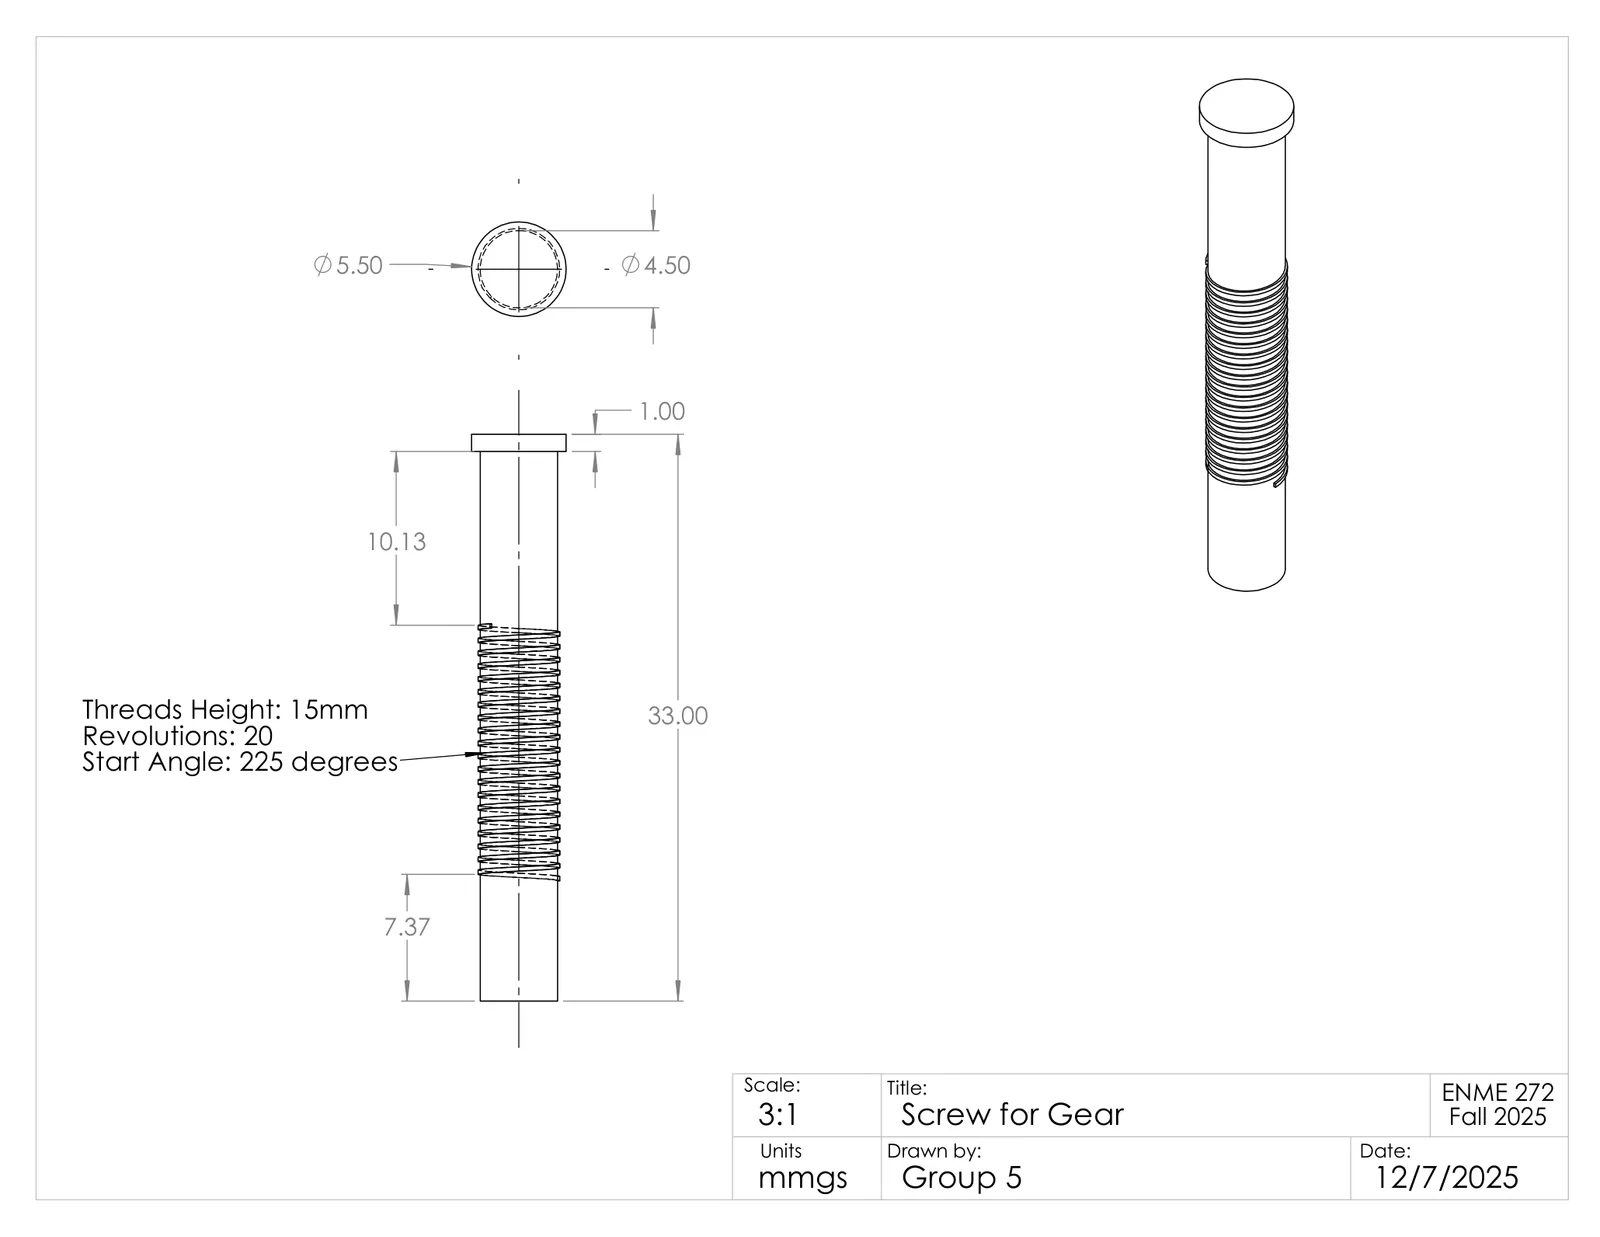 ⌀5.50
⌀4.50
1.00
10.13
33.00
Threads Height: 15mm
Revolutions: 20
Start Angle: 225 degrees
7.37
Scale:
3:1
Title:
Screw for Gear
ENME 272
Fall 2025
Units
mmgs
Drawn by:
Group 5
Date:
12/7/2025